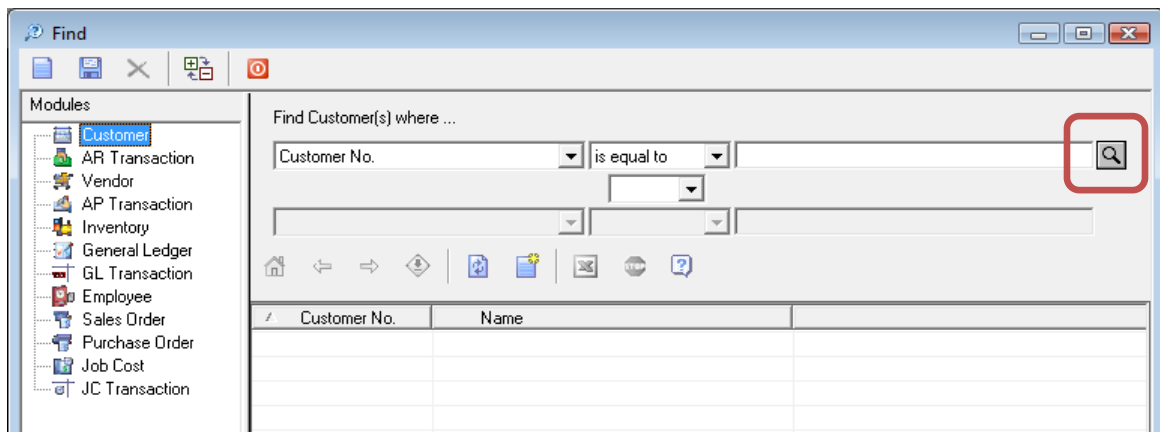 Find
Modules
Customer
AR Transaction
Vendor
AP Transaction
Inventory
General Ledger
GL Transaction
Employee
Sales Order
Purchase Order
Job Cost
JC Transaction
Find Customer(s) where ...
Customer No. is equal to
Customer No. Name